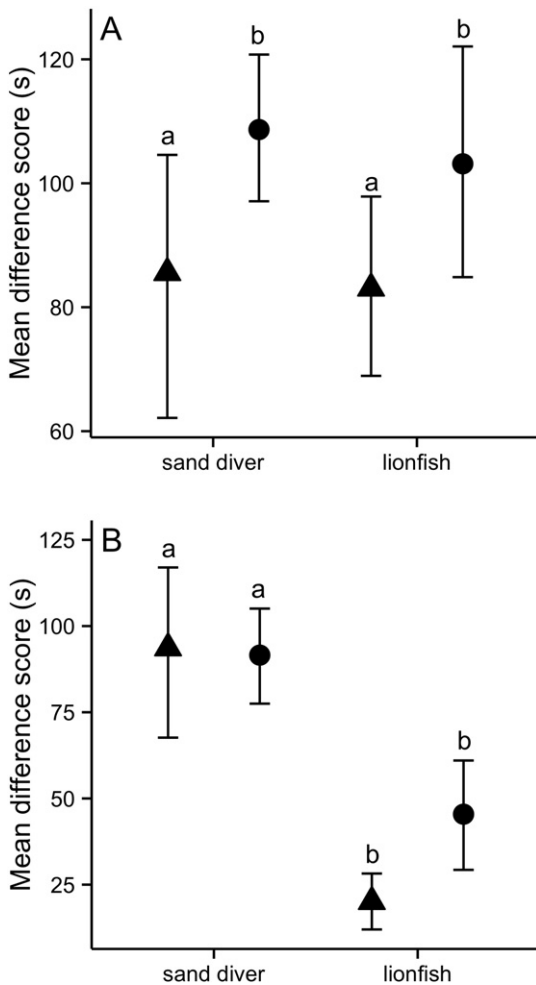 A
Mean difference score (s)
120
100
80
60
a
b
a
b
sand diver
lionfish
B
Mean difference score (s)
125
100
75
50
25
a
a
b
b
sand diver
lionfish